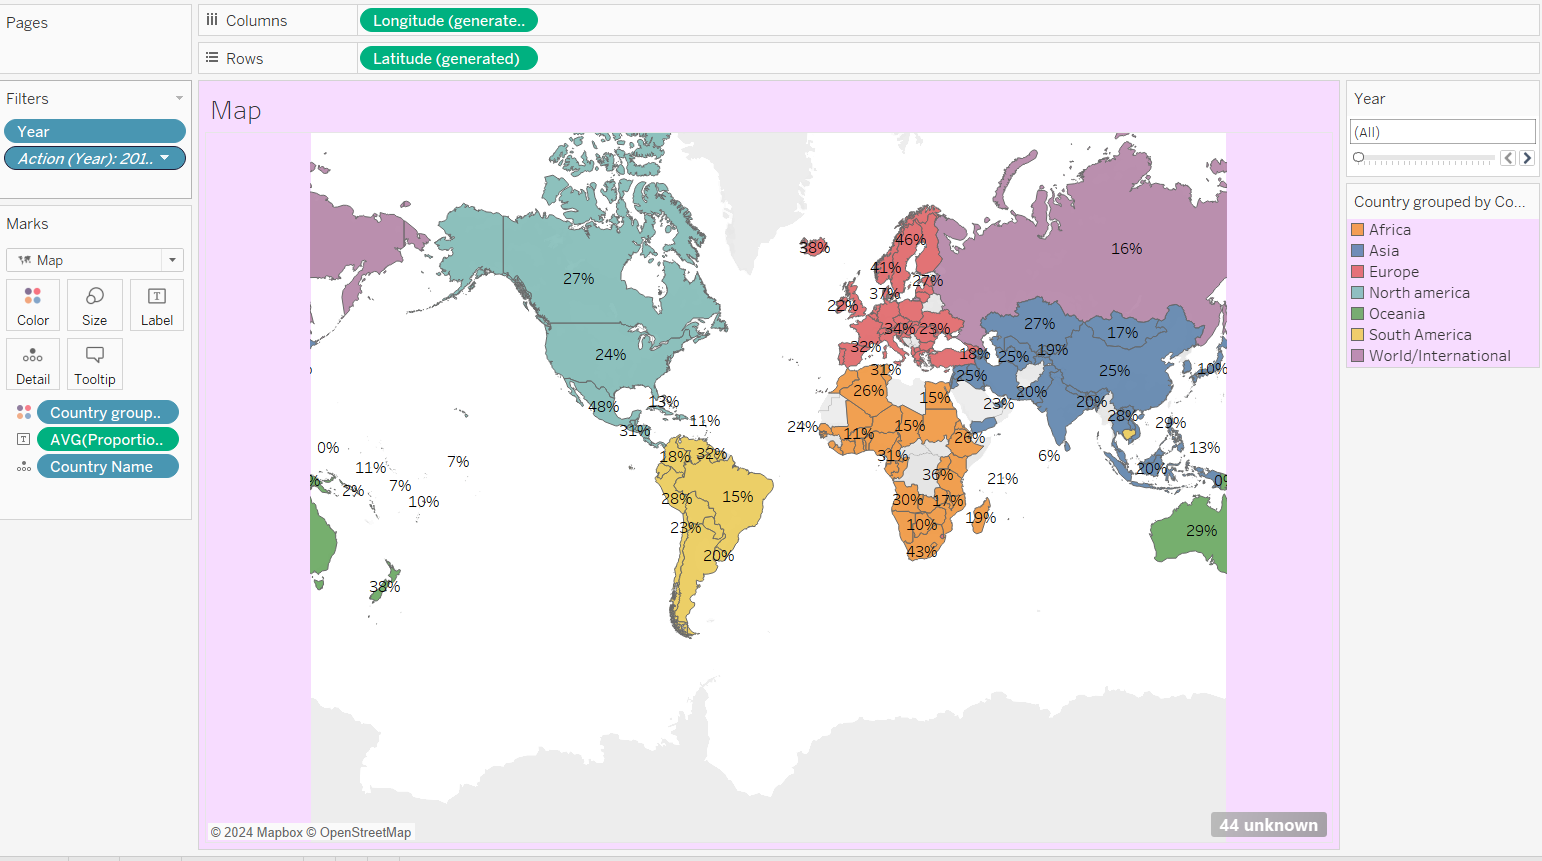 Pages
Columns
Longitude (generate..
Rows
Latitude (generated)
Filters
Year
Action (Year): 201..
Marks
Map
Color
Size
Label
Detail
Tooltip
Country group..
AVG(Proportio..
Country Name
Map
46%
38%
16%
41%
27%
27%
37%
22%
27%
34%
23%
17%
32%
19%
24%
18%
25%
31%
25%
25%
10%
26%
20%
15%
13%
48%
23%
20%
28%
11%
24%
15%
29%
31%
11%
26%
0%
13%
32%
18%
31%
6%
7%
11%
20%
36%
21%
7%
2%
15%
28%
30%
17%
10%
19%
23%
10%
29%
43%
20%
38%
© 2024 Mapbox © OpenStreetMap
44 unknown
Year
(All)
Country grouped by Co...
Africa
Asia
Europe
North america
Oceania
South America
World/International